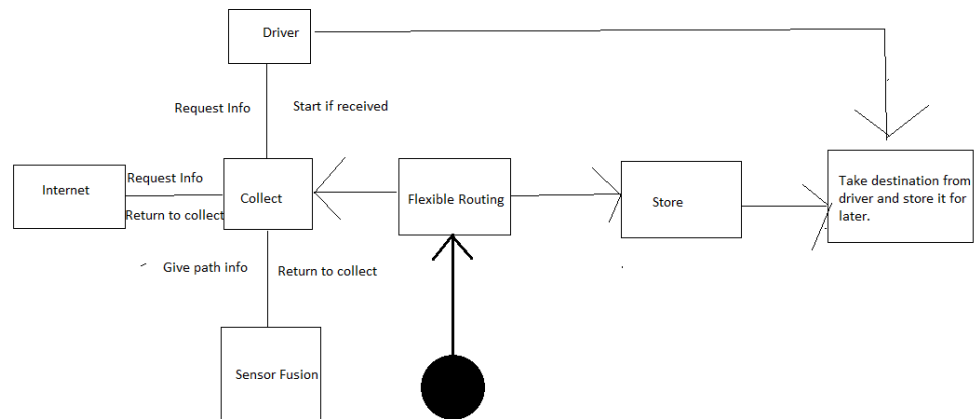 Driver
Request Info
Start if received
Internet
Request Info
Return to collect
Collect
Flexible Routing
Store
Take destination from
driver and store it for
later.
Give path info
Return to collect
Sensor Fusion